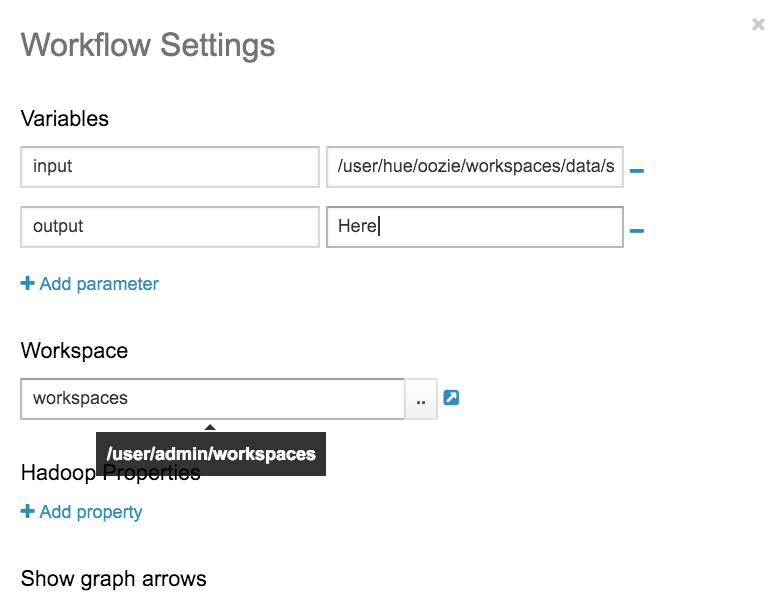 ×
Workflow Settings
Variables
input /user/hue/oozie/workspaces/data/s
output Here
Add parameter
Workspace
workspaces ..
/user/admin/workspaces
Hadoop Properties
Add property
Show graph arrows